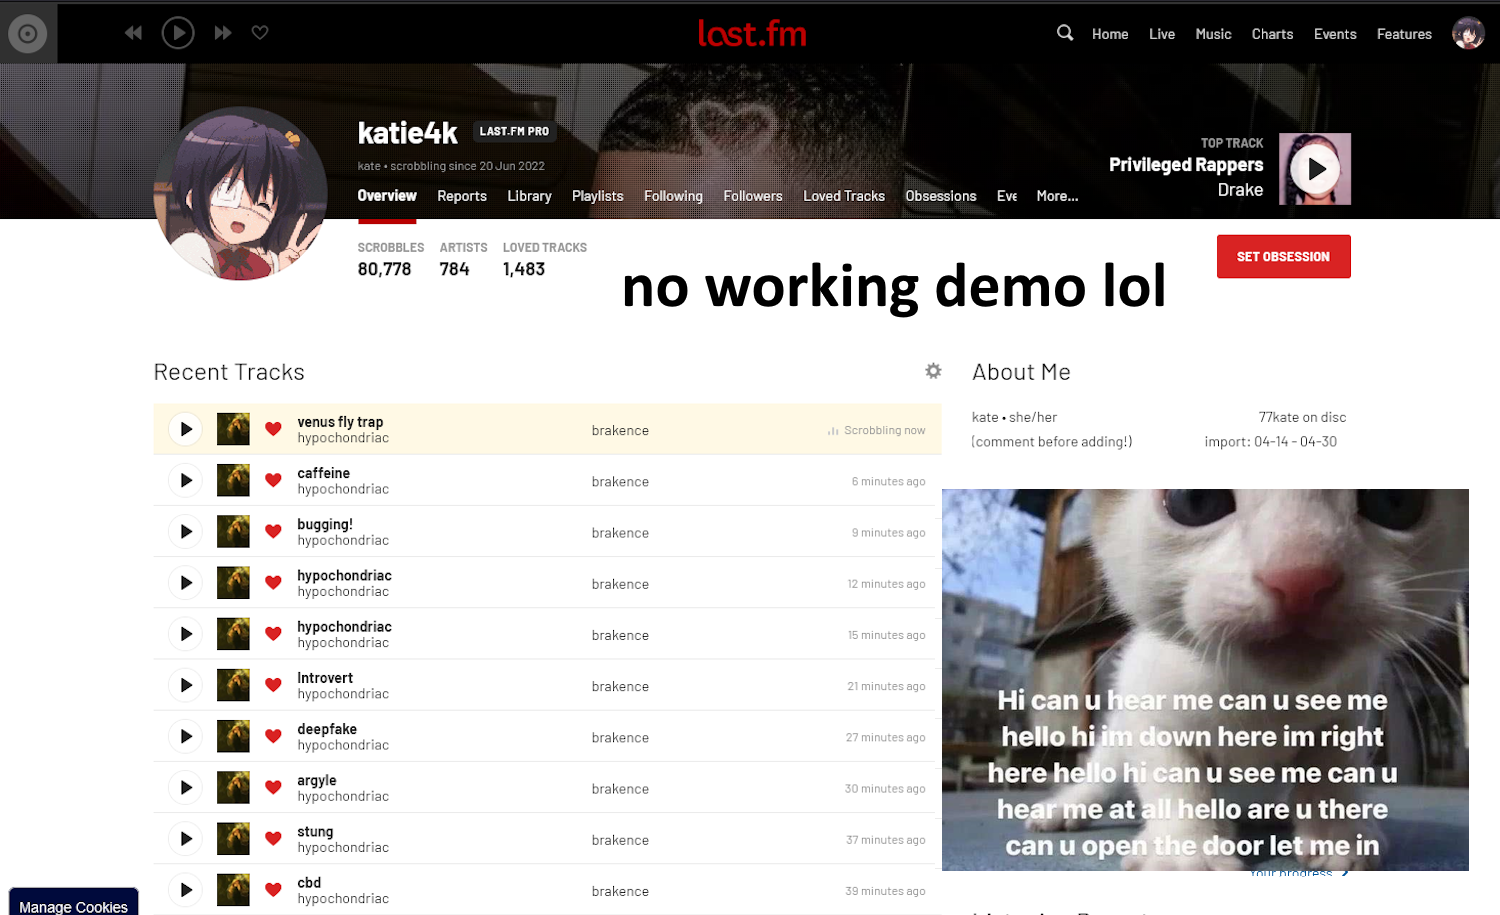 last.fm
Home Live Music Charts Events Features
katie4k LAST.FM PRO
kate • scrobbling since 20 Jun 2022
Overview Reports Library Playlists Following Followers Loved Tracks Obsessions Eve More...
TOP TRACK
Privileged Rappers
Drake
SCROBBLES ARTISTS LOVED TRACKS
80,778 784 1,483
SET OBSESSION
no working demo lol
Recent Tracks
venus fly trap
hypochondriac
brakence
Scrobbling now
caffeine
hypochondriac
brakence
6 minutes ago
bugging!
hypochondriac
brakence
9 minutes ago
hypochondriac
hypochondriac
brakence
12 minutes ago
hypochondriac
hypochondriac
brakence
15 minutes ago
Introvert
hypochondriac
brakence
21 minutes ago
deepfake
hypochondriac
brakence
27 minutes ago
argyle
hypochondriac
brakence
30 minutes ago
stung
hypochondriac
brakence
37 minutes ago
cbd
hypochondriac
brakence
39 minutes ago
About Me
kate • she/her 77kate on disc
(comment before adding!) import: 04-14 - 04-30
Hi can u hear me can u see me
hello hi im down here im right
here hello hi can u see me can u
hear me at all hello are u there
can u open the door let me in
Your progress
Manage Cookies